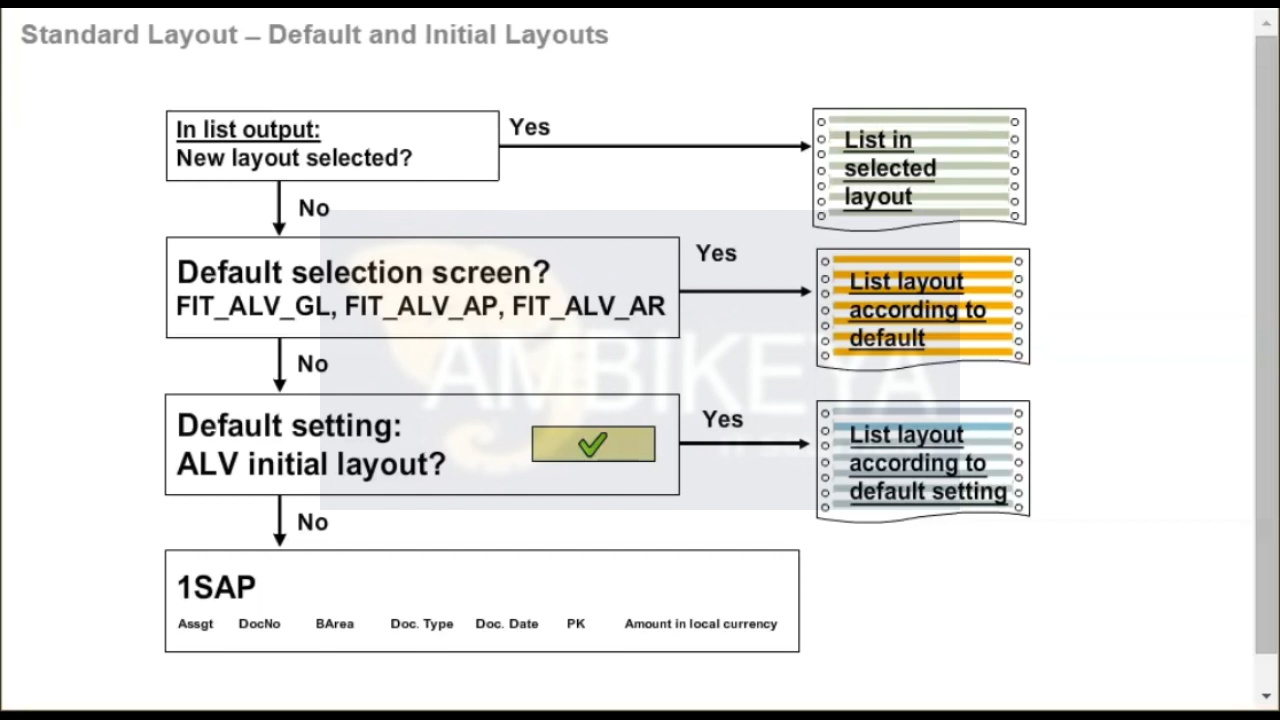 Standard Layout – Default and Initial Layouts
In list output:
New layout selected?
Yes
List in
selected
layout
No
Default selection screen?
FIT_ALV_GL, FIT_ALV_AP, FIT_ALV_AR
Yes
List layout
according to
default
No
Default setting:
ALV initial layout?
Yes
List layout
according to
default setting
No
1SAP
Assgt DocNo BArea Doc. Type Doc. Date PK Amount in local currency
AMBIKEYA